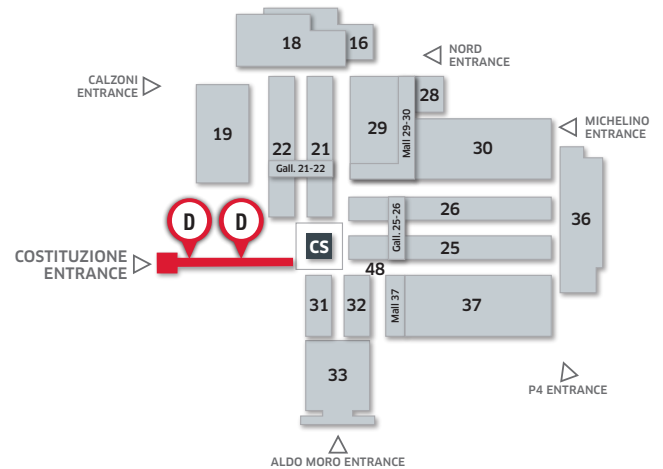 18
16
NORD
ENTRANCE
CALZONI
ENTRANCE
28
19
22
21
29
Mall 29-30
30
MICHELINO
ENTRANCE
Gall. 21-22
36
26
Gall. 25-26
25
D
D
CS
COSTITUZIONE
ENTRANCE
48
31
32
Mall 37
37
33
P4 ENTRANCE
ALDO MORO ENTRANCE